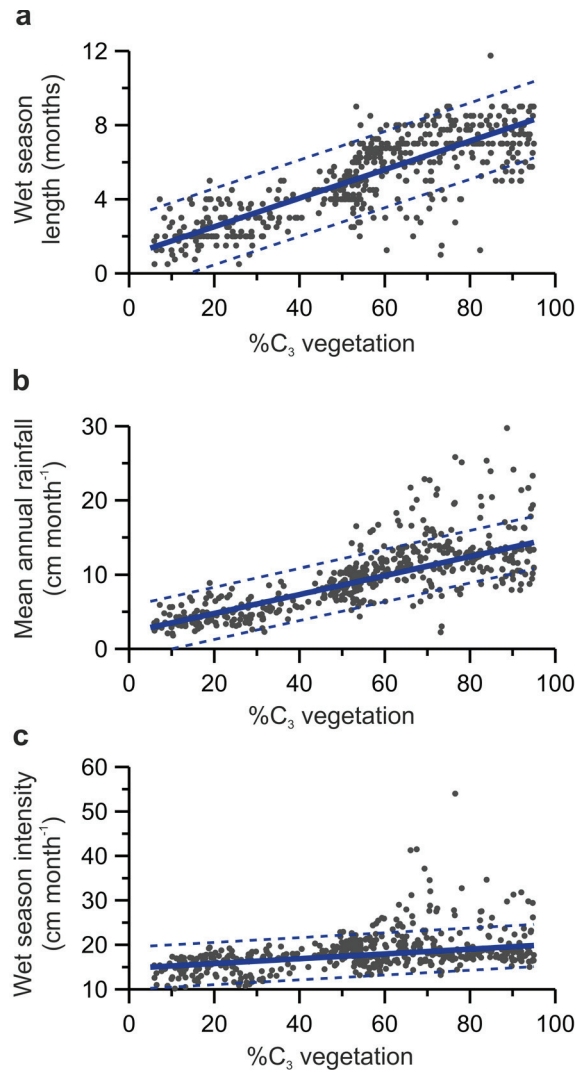 a
12
8
4
0
Wet season
length (months)
0 20 40 60 80 100
%C₃ vegetation
b
30
20
10
0
Mean annual rainfall
(cm month⁻¹)
0 20 40 60 80 100
%C₃ vegetation
c
60
50
40
30
20
10
Wet season intensity
(cm month⁻¹)
0 20 40 60 80 100
%C₃ vegetation